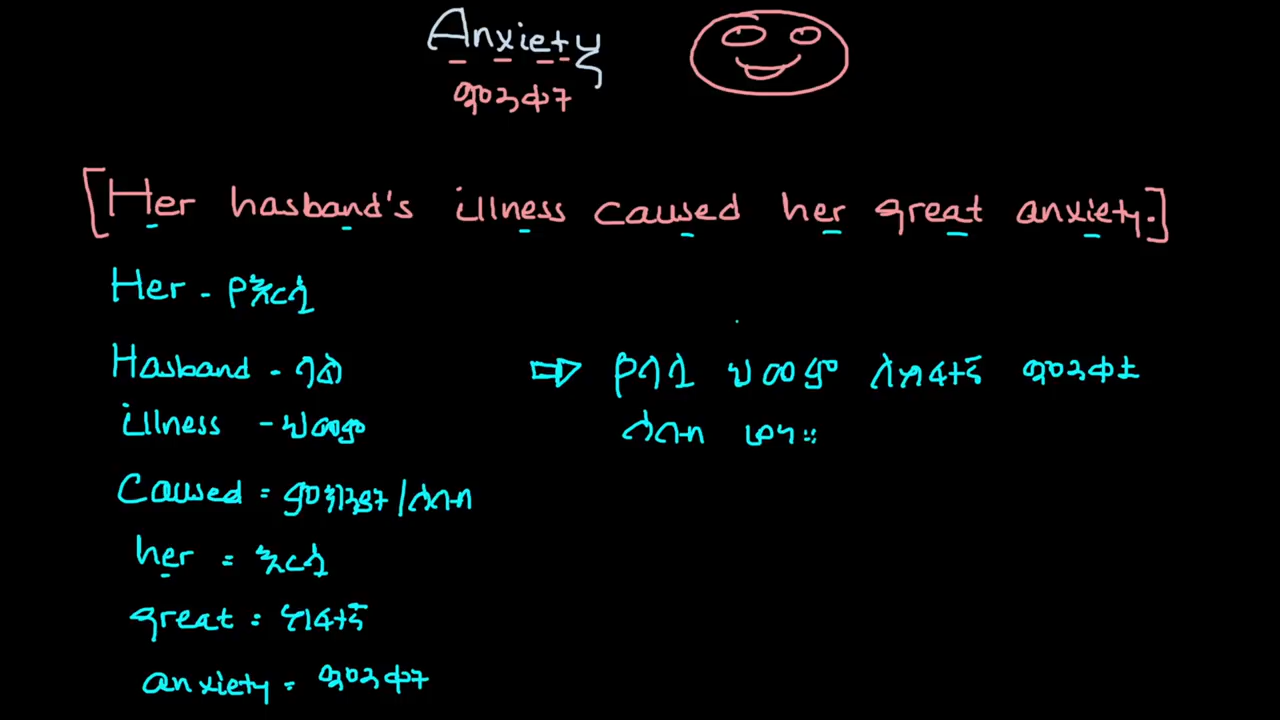 Anxiety
ጭንቀት
[Her hasband's illness caused her great anxiety.]
Her - የእርሷ
Hasband - ባል
illness - ህመም
Caused = ምክንያት/ሰበብ
her = እርሷ
great = ከፍተኛ
anxiety = ጭንቀት
⇨ የባሏ ህመም ለከፍተኛ ጭንቀቷ
ሰበብ ነው።